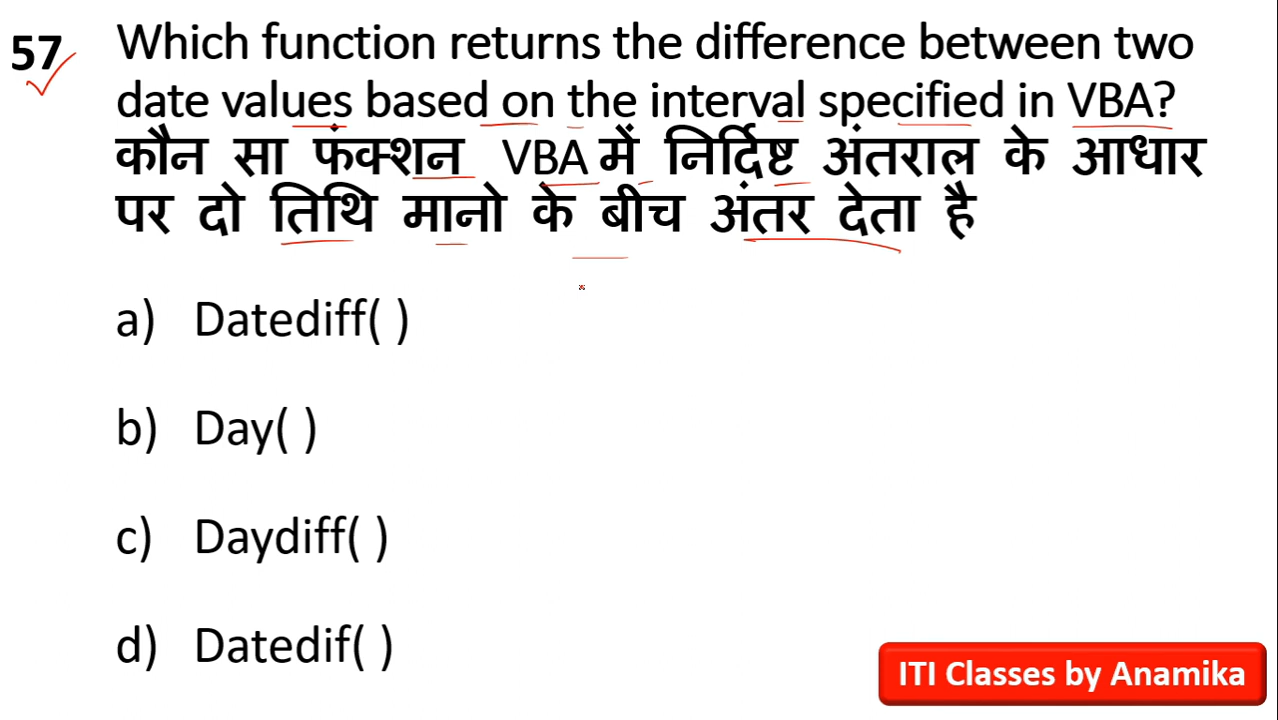 57 Which function returns the difference between two
date values based on the interval specified in VBA?
कौन सा फंक्शन VBA में निर्दिष्ट अंतराल के आधार
पर दो तिथि मानो के बीच अंतर देता है
a) Datediff( )
b) Day( )
c) Daydiff( )
d) Datedif( )
ITI Classes by Anamika